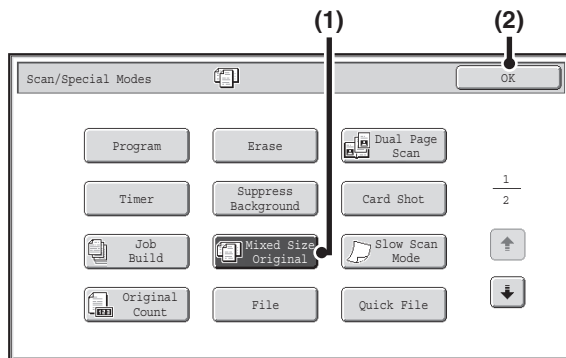 (1) (2)
Scan/Special Modes OK
Program Erase Dual Page
Scan
Timer Suppress
Background Card Shot 1
2
Job
Build Mixed Size
Original Slow Scan
Mode
Original
Count File Quick File
123